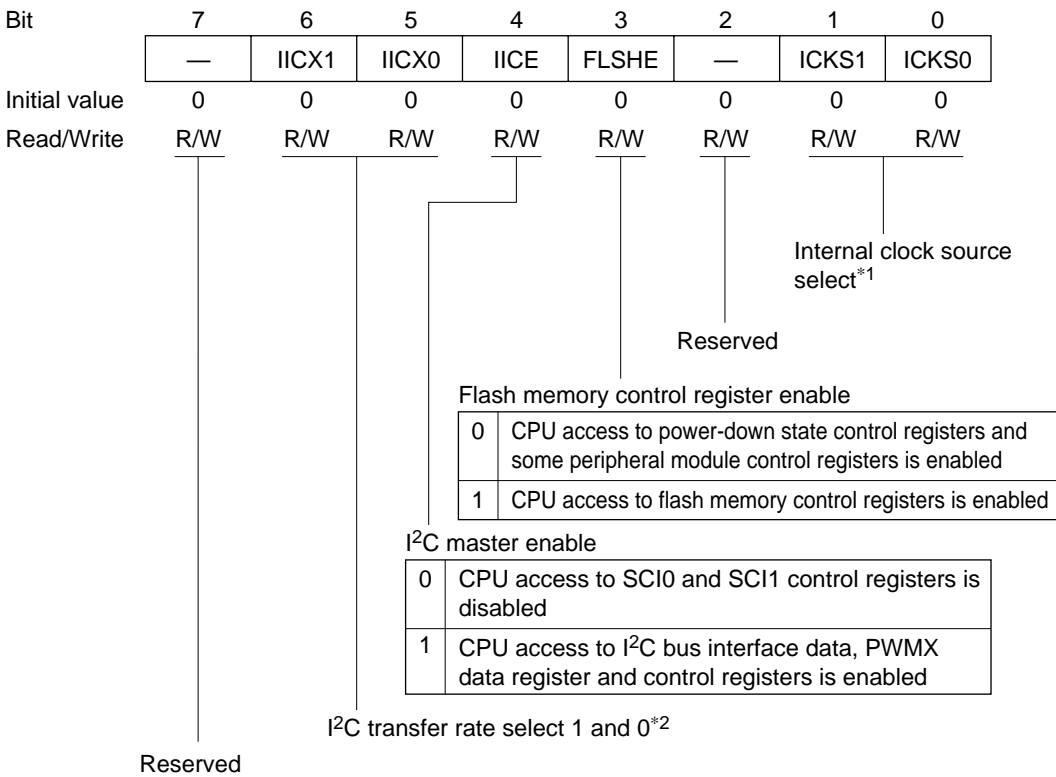 Bit 7 6 5 4 3 2 1 0
— IICX1 IICX0 IICE FLSHE — ICKS1 ICKS0
Initial value 0 0 0 0 0 0 0 0
Read/Write R/W R/W R/W R/W R/W R/W R/W R/W
Internal clock source
select*1
Reserved
Flash memory control register enable
0 CPU access to power-down state control registers and
some peripheral module control registers is enabled
1 CPU access to flash memory control registers is enabled
I2C master enable
0 CPU access to SCI0 and SCI1 control registers is
disabled
1 CPU access to I2C bus interface data, PWMX
data register and control registers is enabled
I2C transfer rate select 1 and 0*2
Reserved